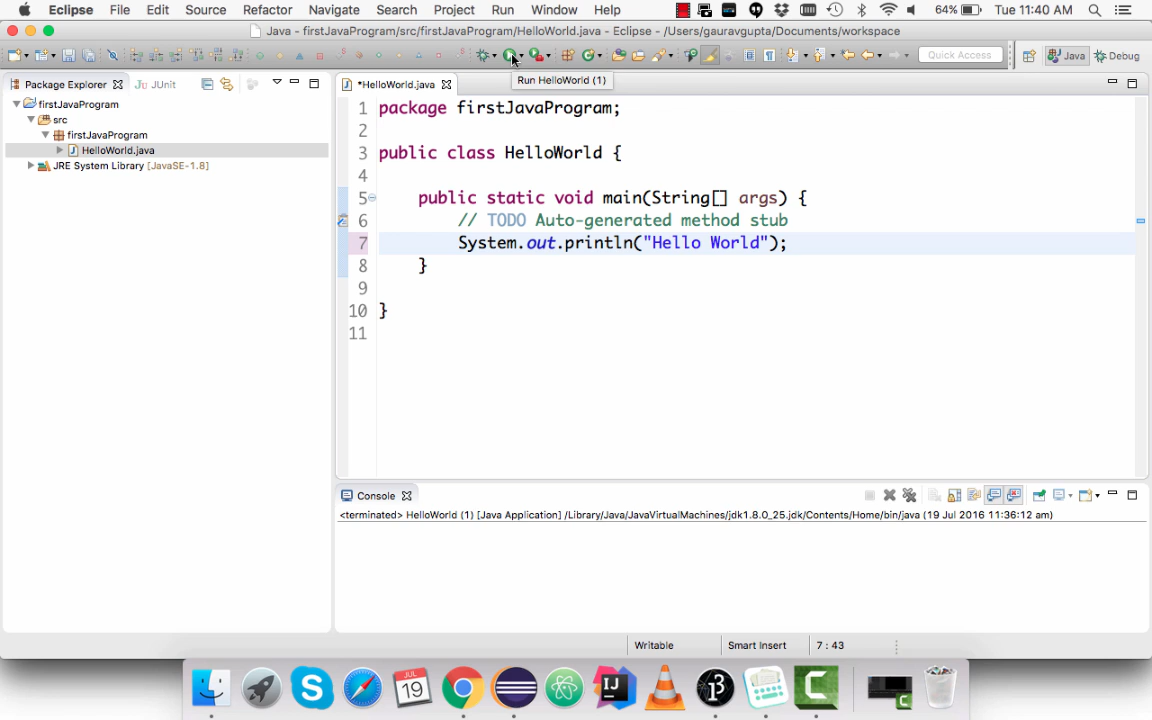 Eclipse File Edit Source Refactor Navigate Search Project Run Window Help 64% Tue 11:40 AM
Java - firstJavaProgram/src/firstJavaProgram/HelloWorld.java - Eclipse - /Users/gauravgupta/Documents/workspace
Quick Access Java Debug
Run HelloWorld (1)
Package Explorer JUnit
firstJavaProgram
src
firstJavaProgram
HelloWorld.java
JRE System Library [JavaSE-1.8]
*HelloWorld.java
1 package firstJavaProgram;
2
3 public class HelloWorld {
4
5 public static void main(String[] args) {
6 // TODO Auto-generated method stub
7 System.out.println("Hello World");
8 }
9
10 }
11
Console
<terminated> HelloWorld (1) [Java Application] /Library/Java/JavaVirtualMachines/jdk1.8.0_25.jdk/Contents/Home/bin/java (19 Jul 2016 11:36:12 am)
Writable Smart Insert 7 : 43
JUL
19